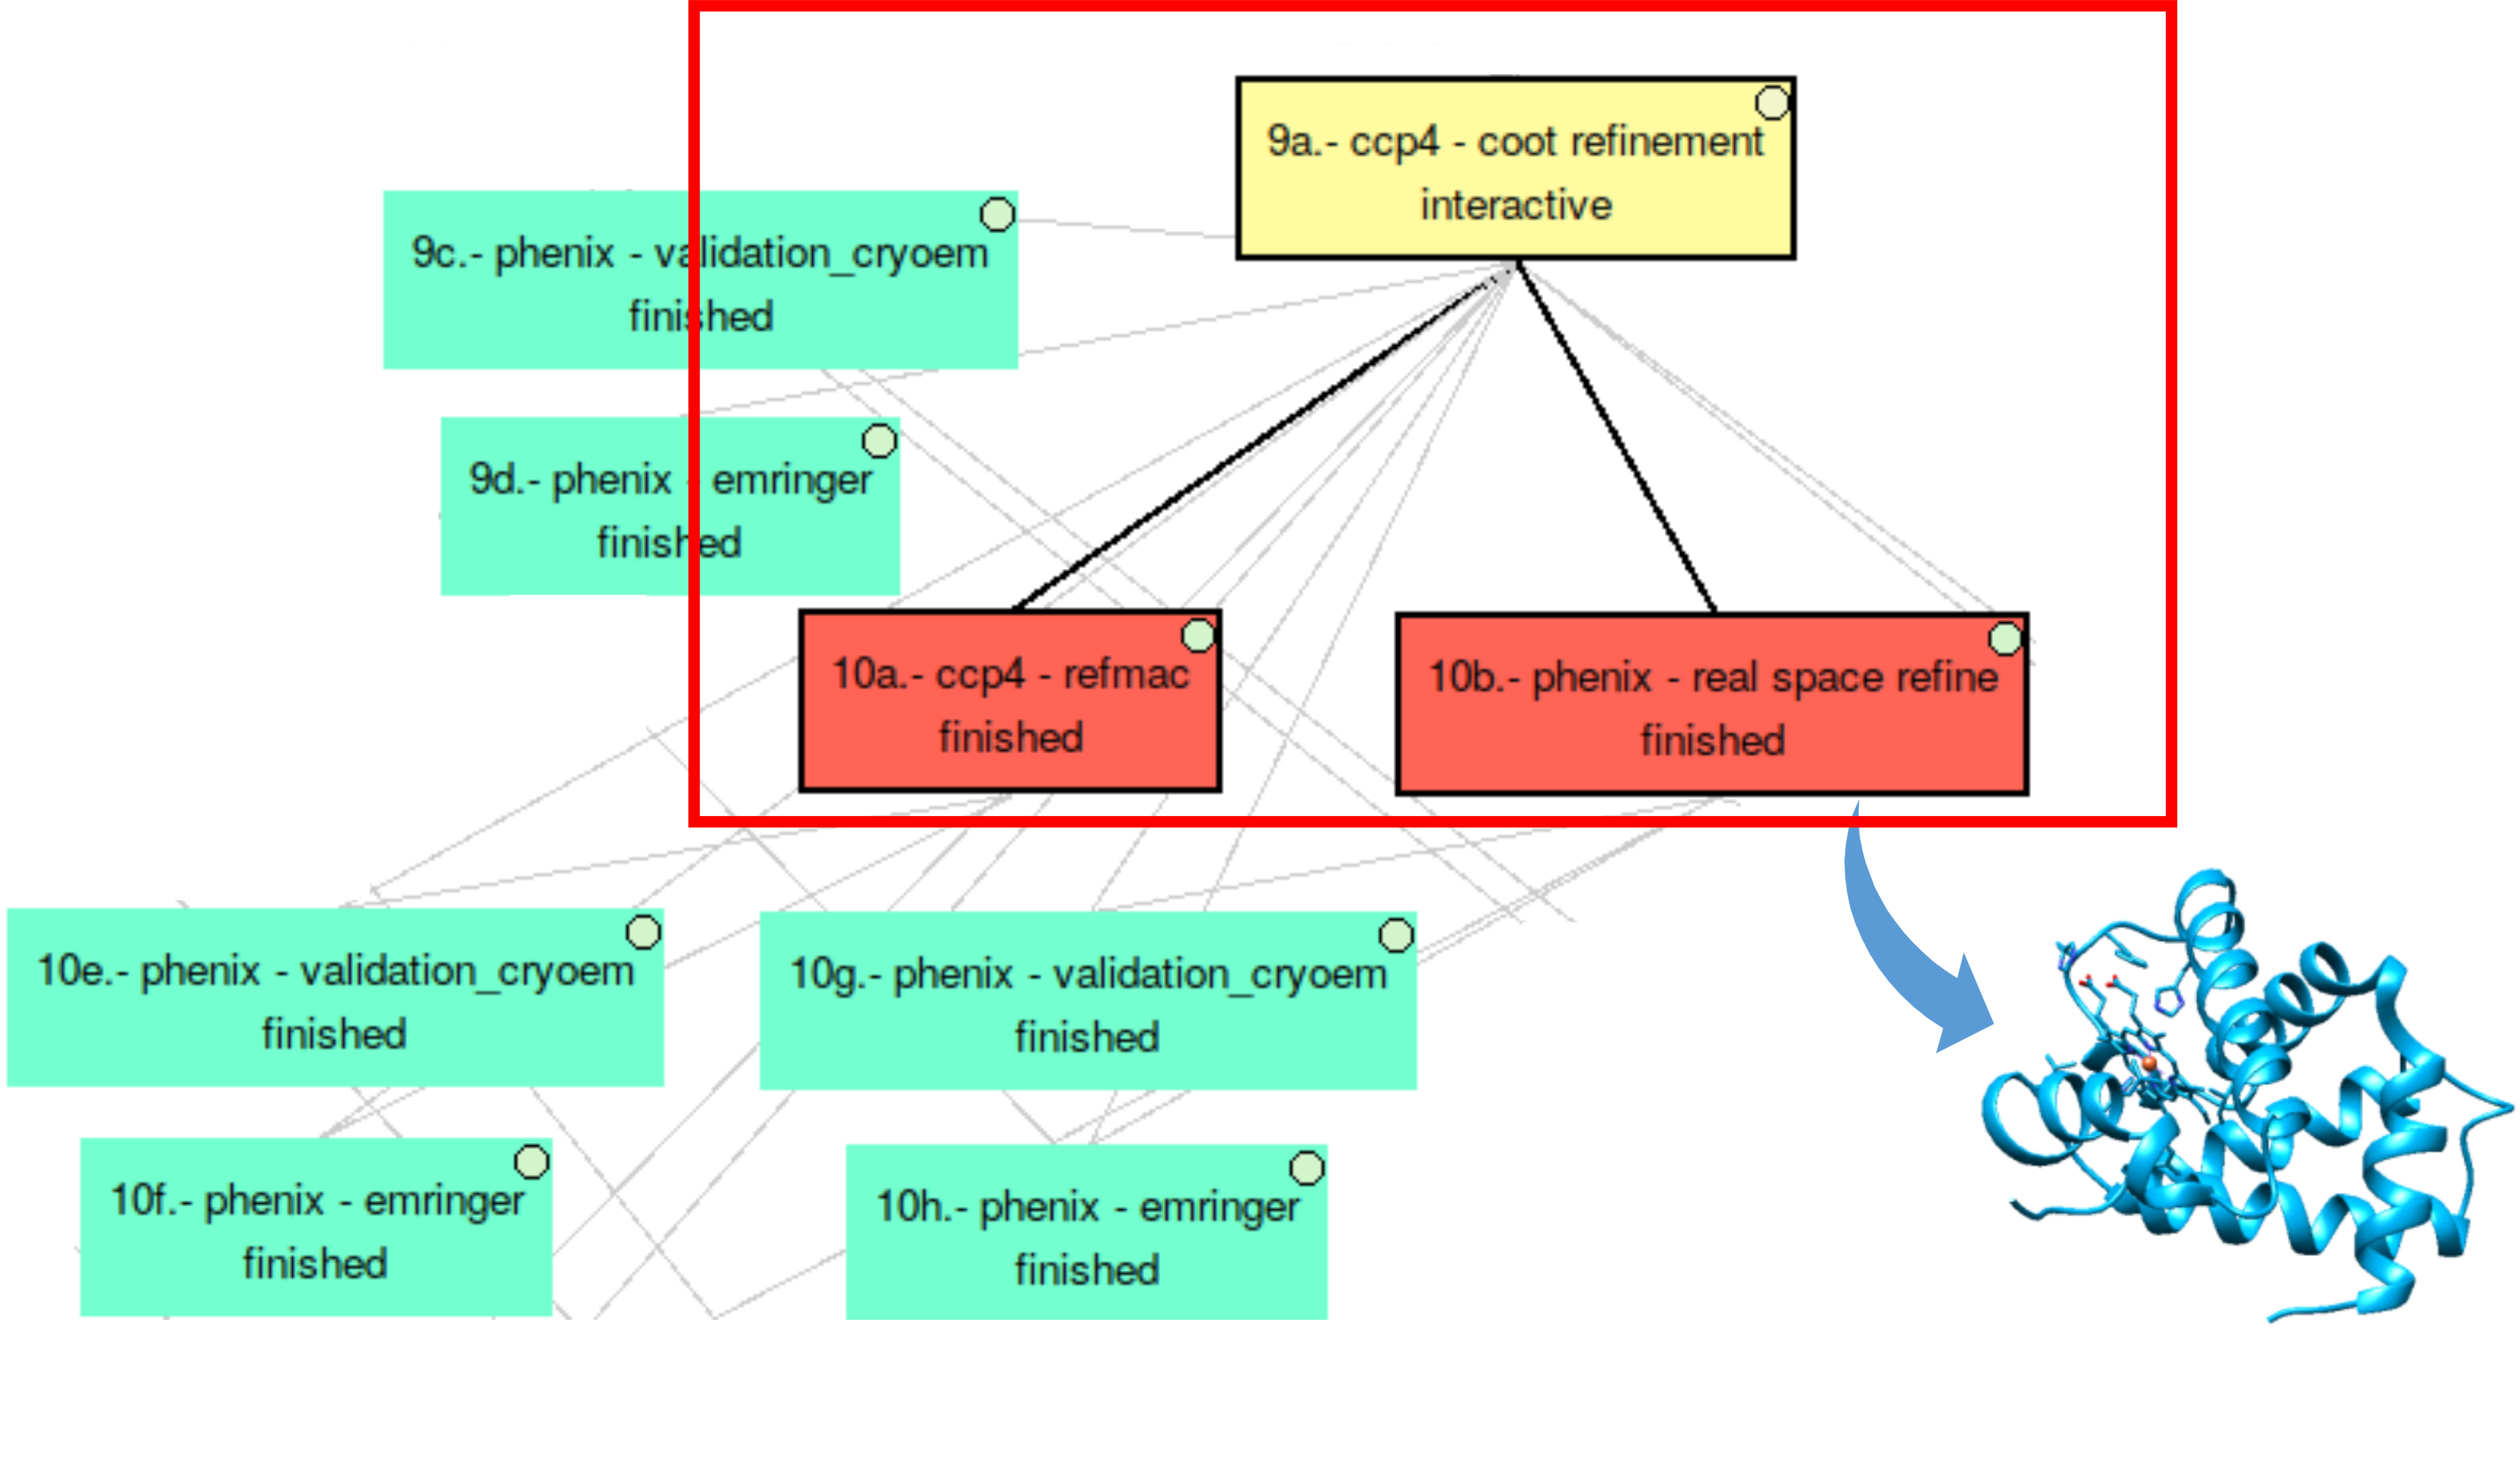 9a.- ccp4 - coot refinement
interactive
9c.- phenix - validation_cryoem
finished
9d.- phenix - emringer
finished
10a.- ccp4 - refmac
finished
10b.- phenix - real space refine
finished
10e.- phenix - validation_cryoem
finished
10g.- phenix - validation_cryoem
finished
10f.- phenix - emringer
finished
10h.- phenix - emringer
finished